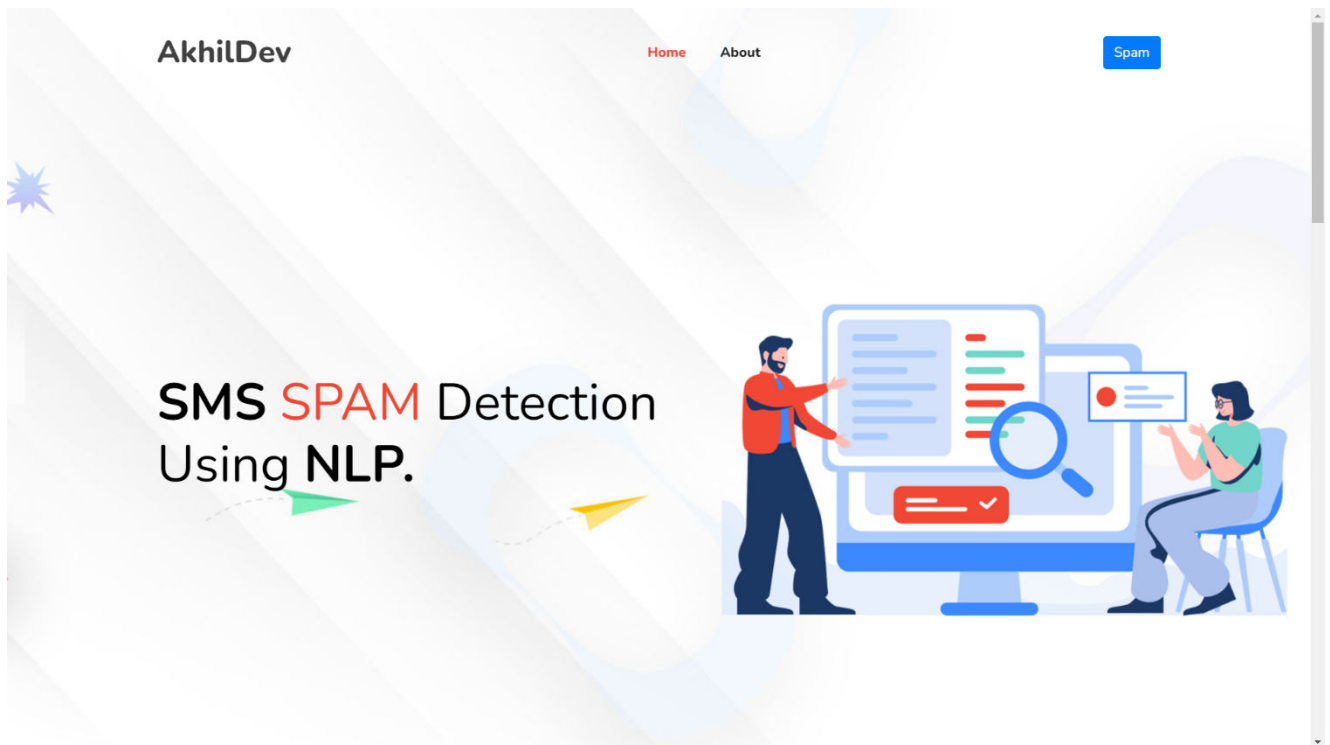 AkhilDev
Home
About
Spam
SMS SPAM Detection
Using NLP.